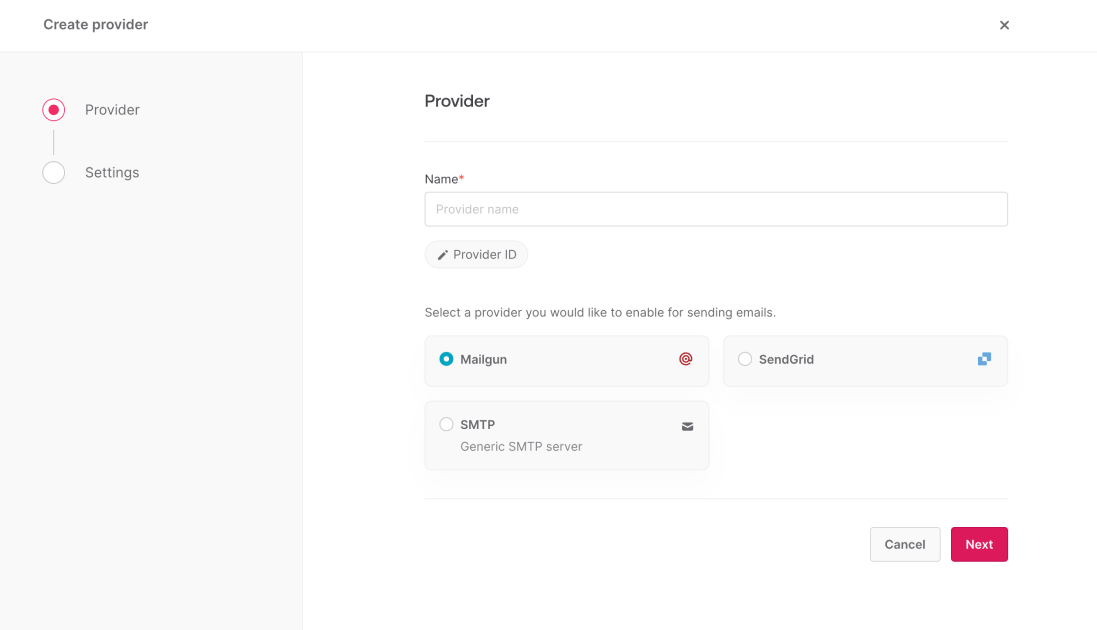 Create provider
Provider
Settings
Provider
Name*
Provider name
Provider ID
Select a provider you would like to enable for sending emails.
Mailgun
SendGrid
SMTP
Generic SMTP server
Cancel
Next